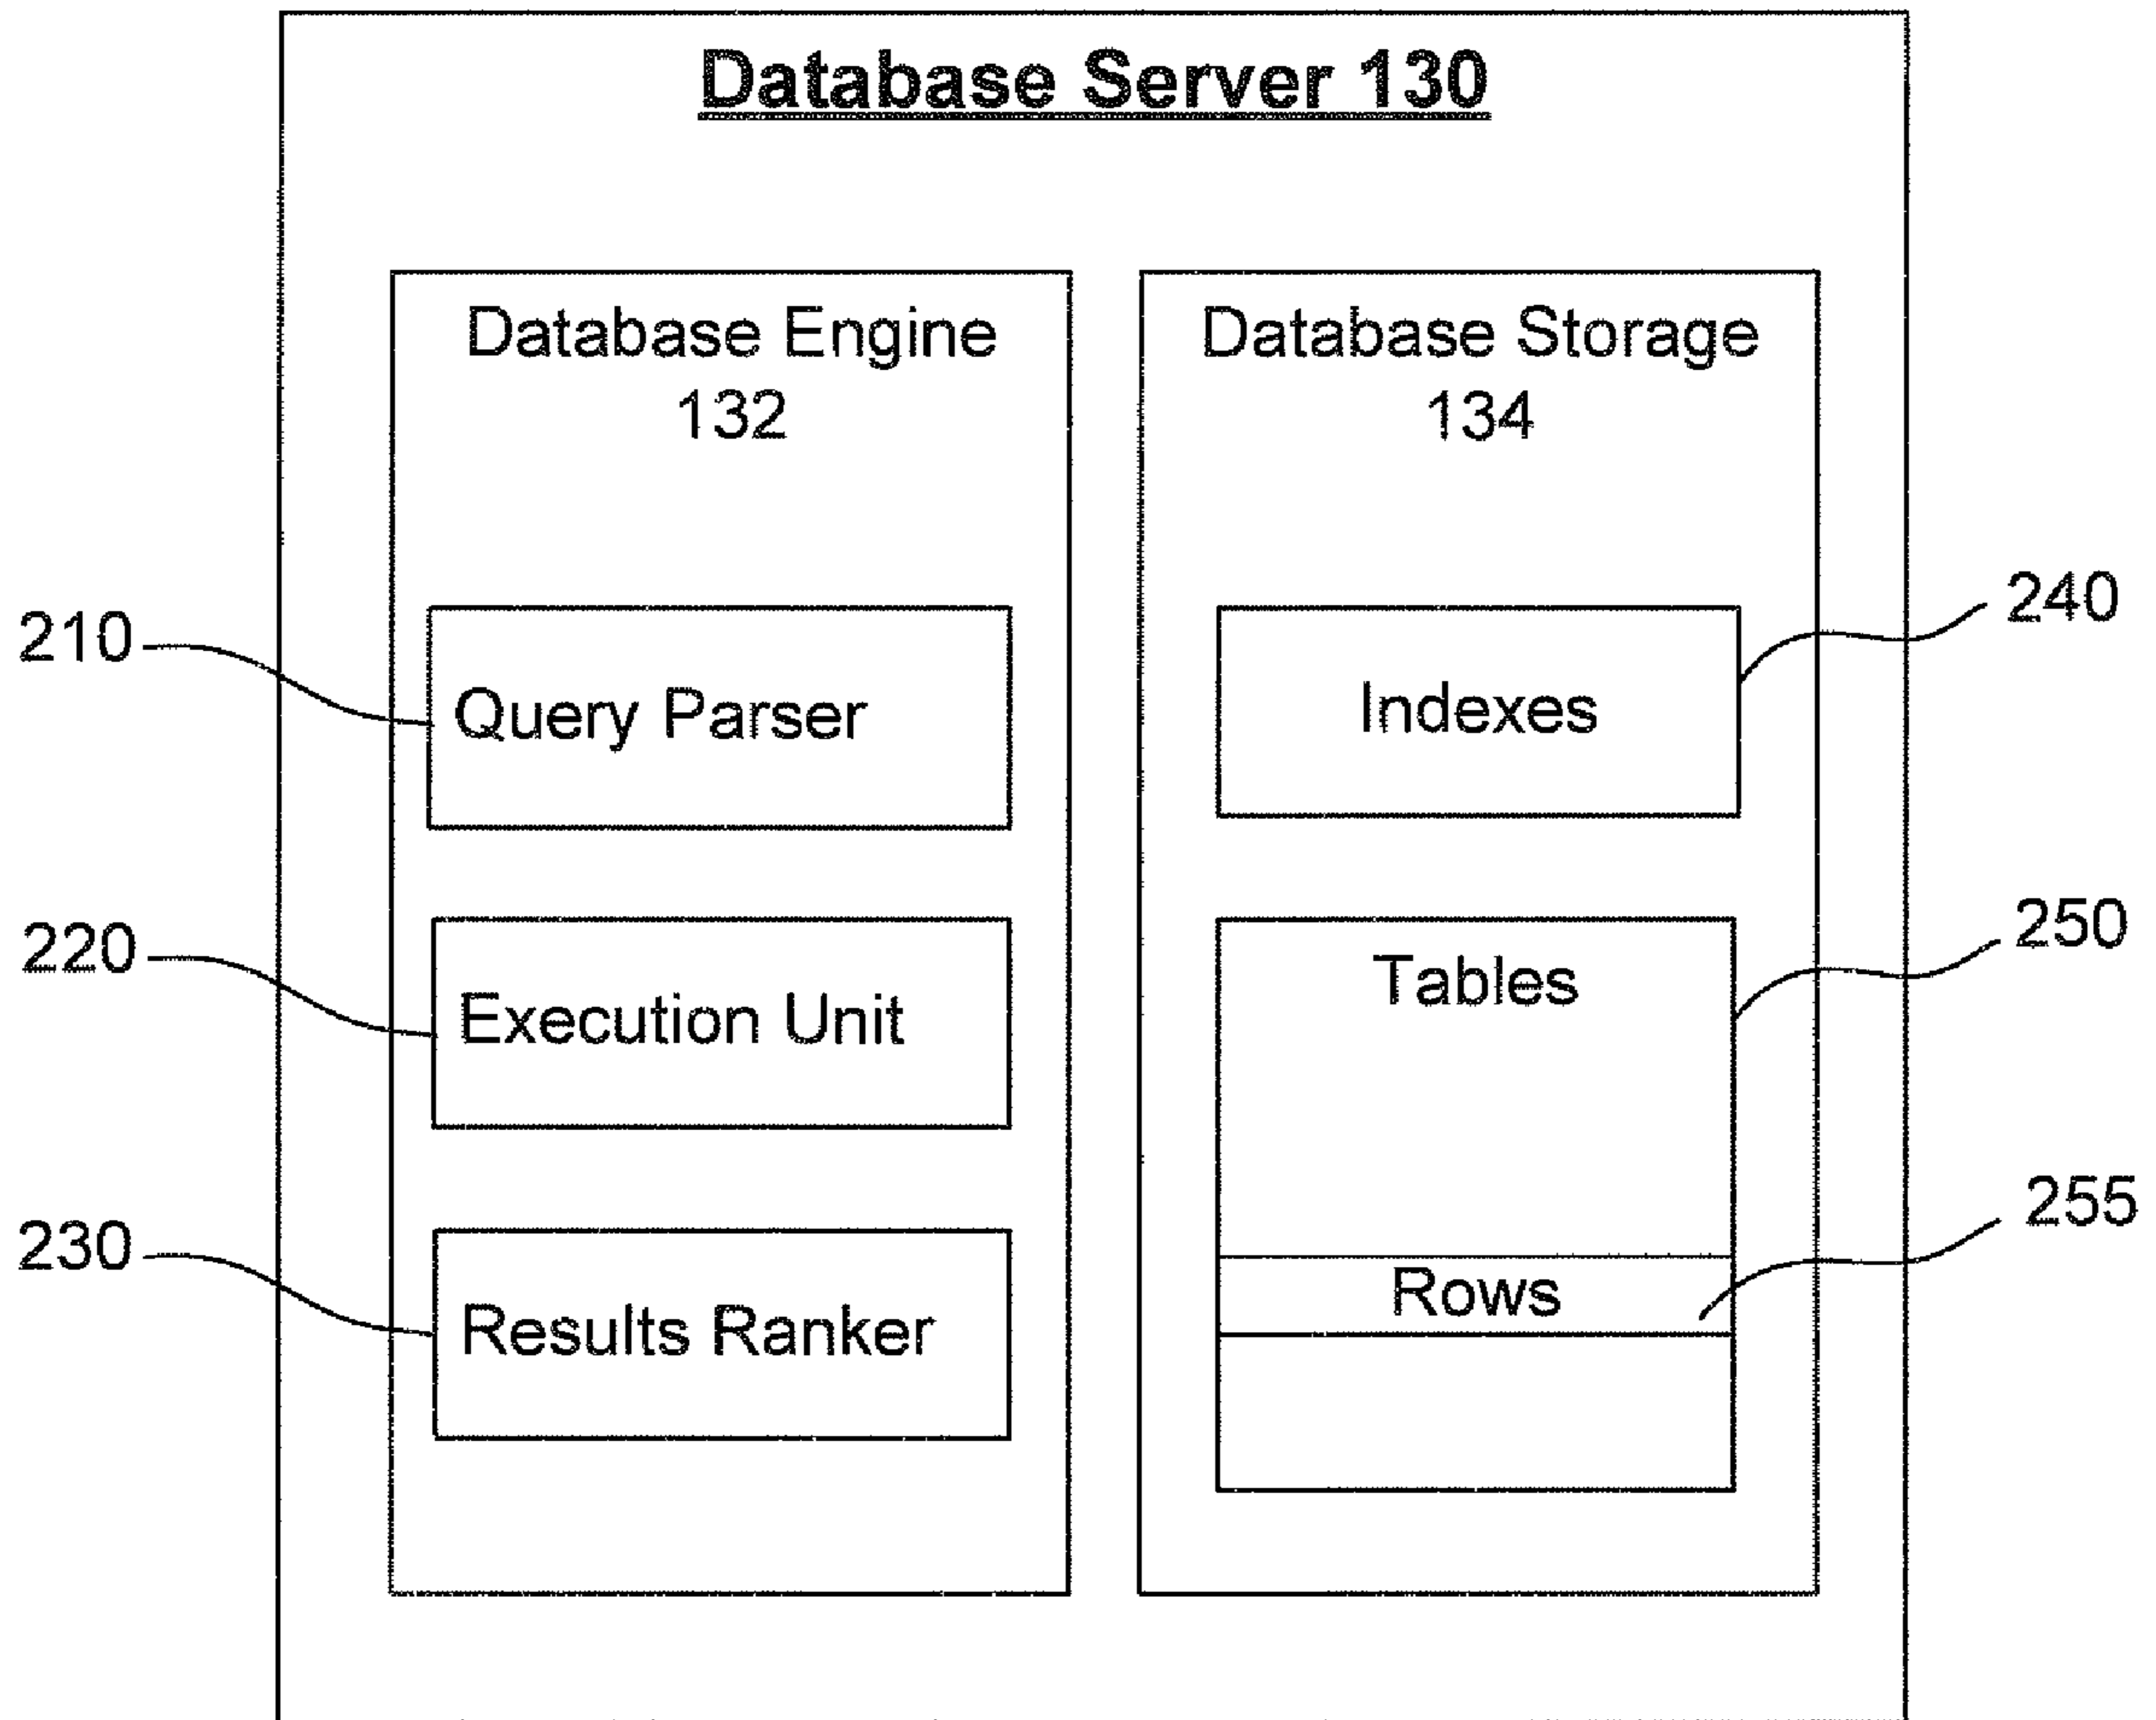 Database Server 130
Database Engine
132
Database Storage
134
210
Query Parser
Indexes
240
220
Execution Unit
Tables
250
230
Results Ranker
Rows
255